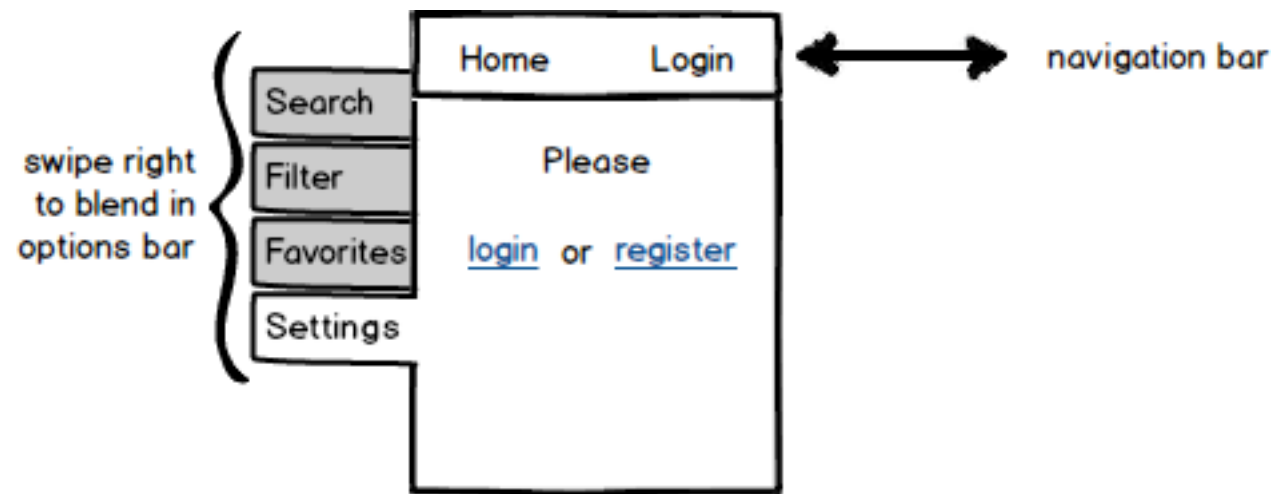 Home Login
navigation bar
Search
Filter
Favorites
Settings
swipe right
to blend in
options bar
Please
login or register